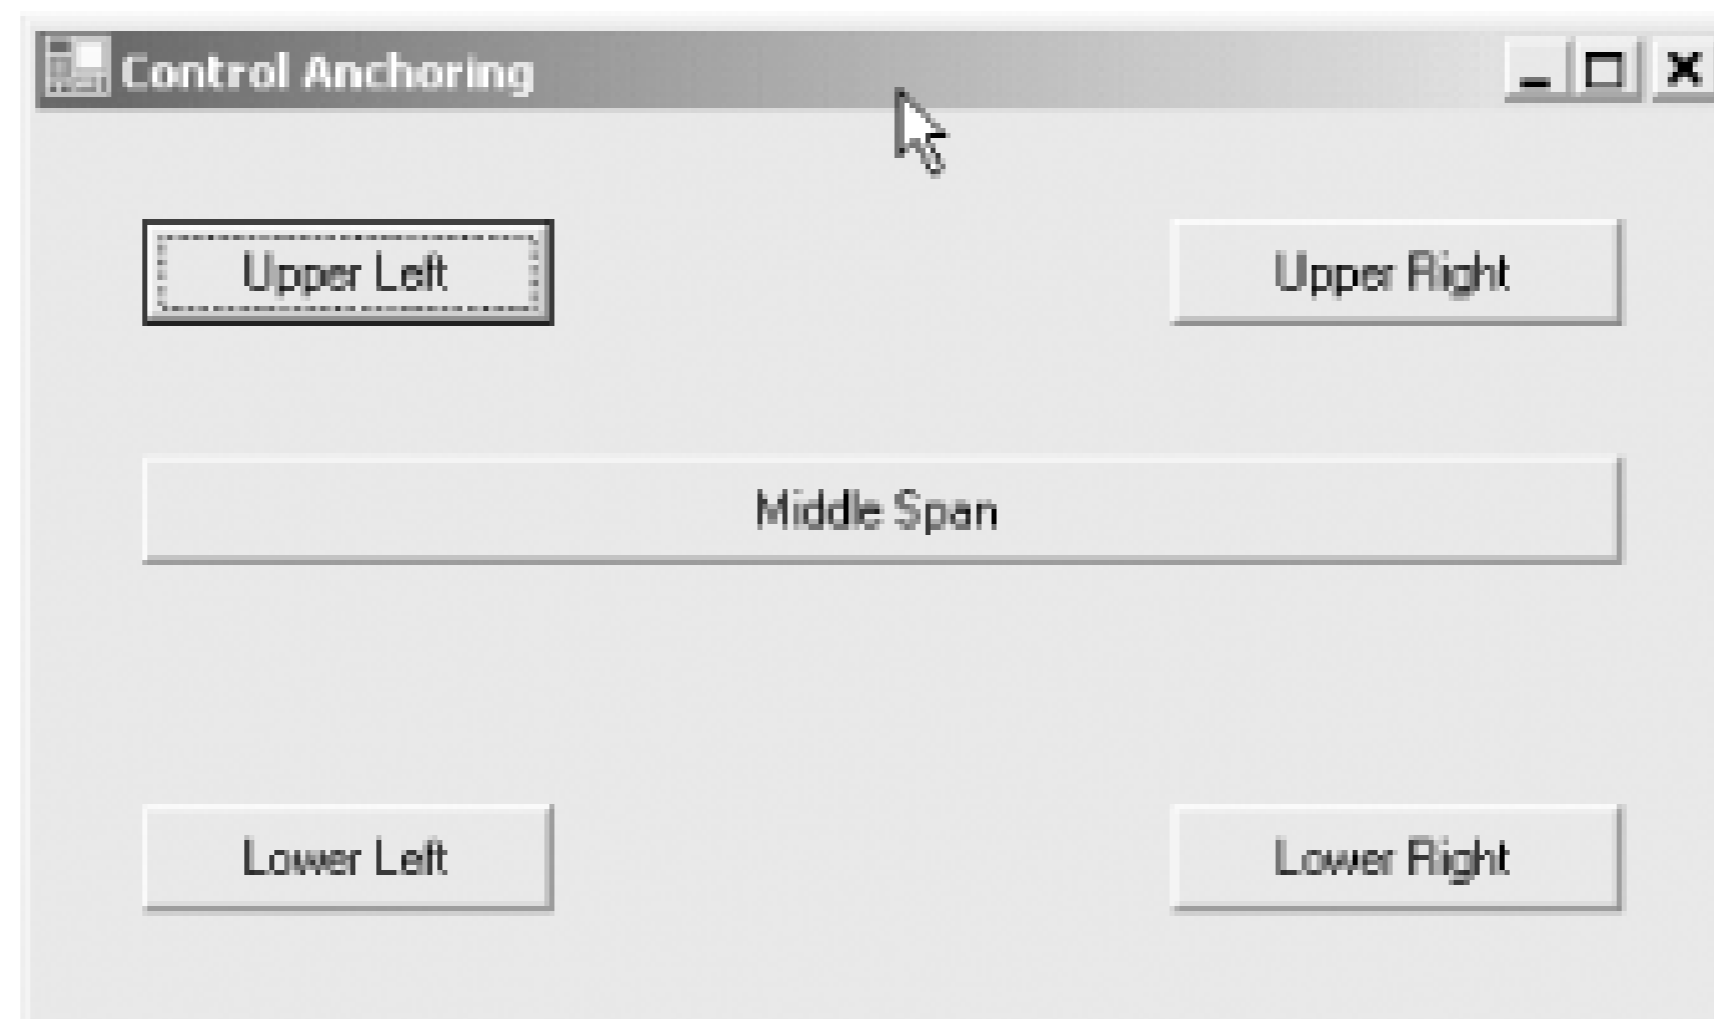 Control Anchoring
Upper Left Upper Right
Middle Span
Lower Left Lower Right